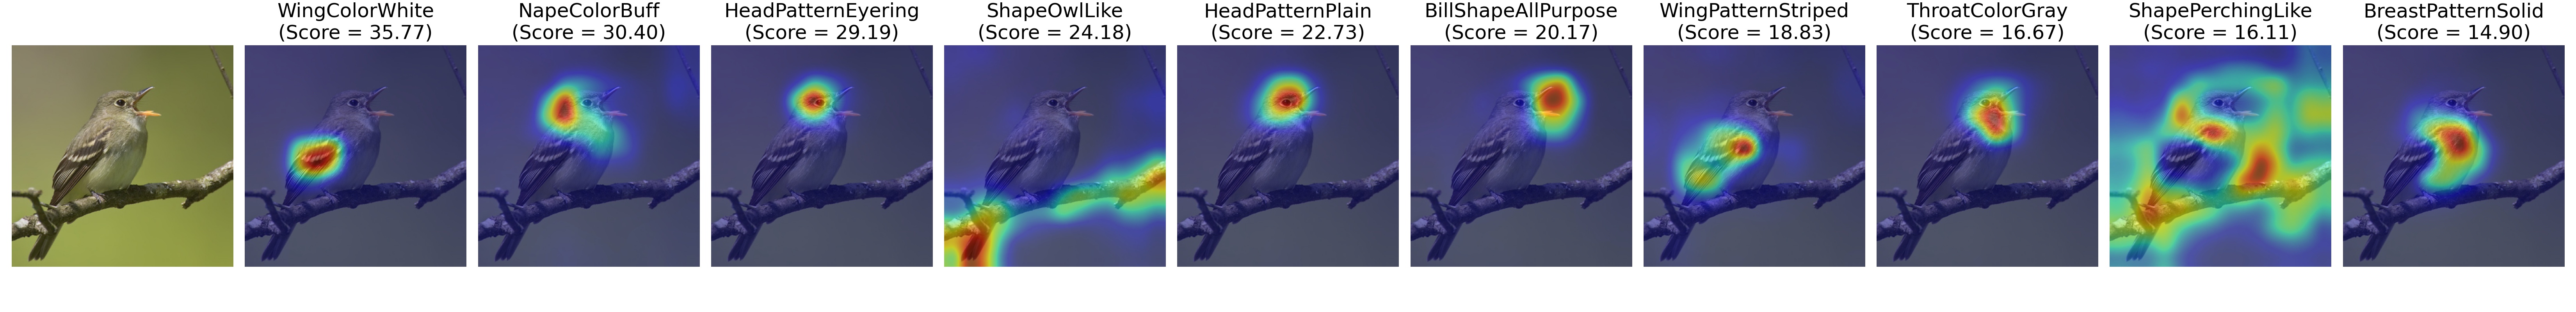 WingColorWhite
(Score = 35.77)
NapeColorBuff
(Score = 30.40)
HeadPatternEyering
(Score = 29.19)
ShapeOwlLike
(Score = 24.18)
HeadPatternPlain
(Score = 22.73)
BillShapeAllPurpose
(Score = 20.17)
WingPatternStriped
(Score = 18.83)
ThroatColorGray
(Score = 16.67)
ShapePerchingLike
(Score = 16.11)
BreastPatternSolid
(Score = 14.90)